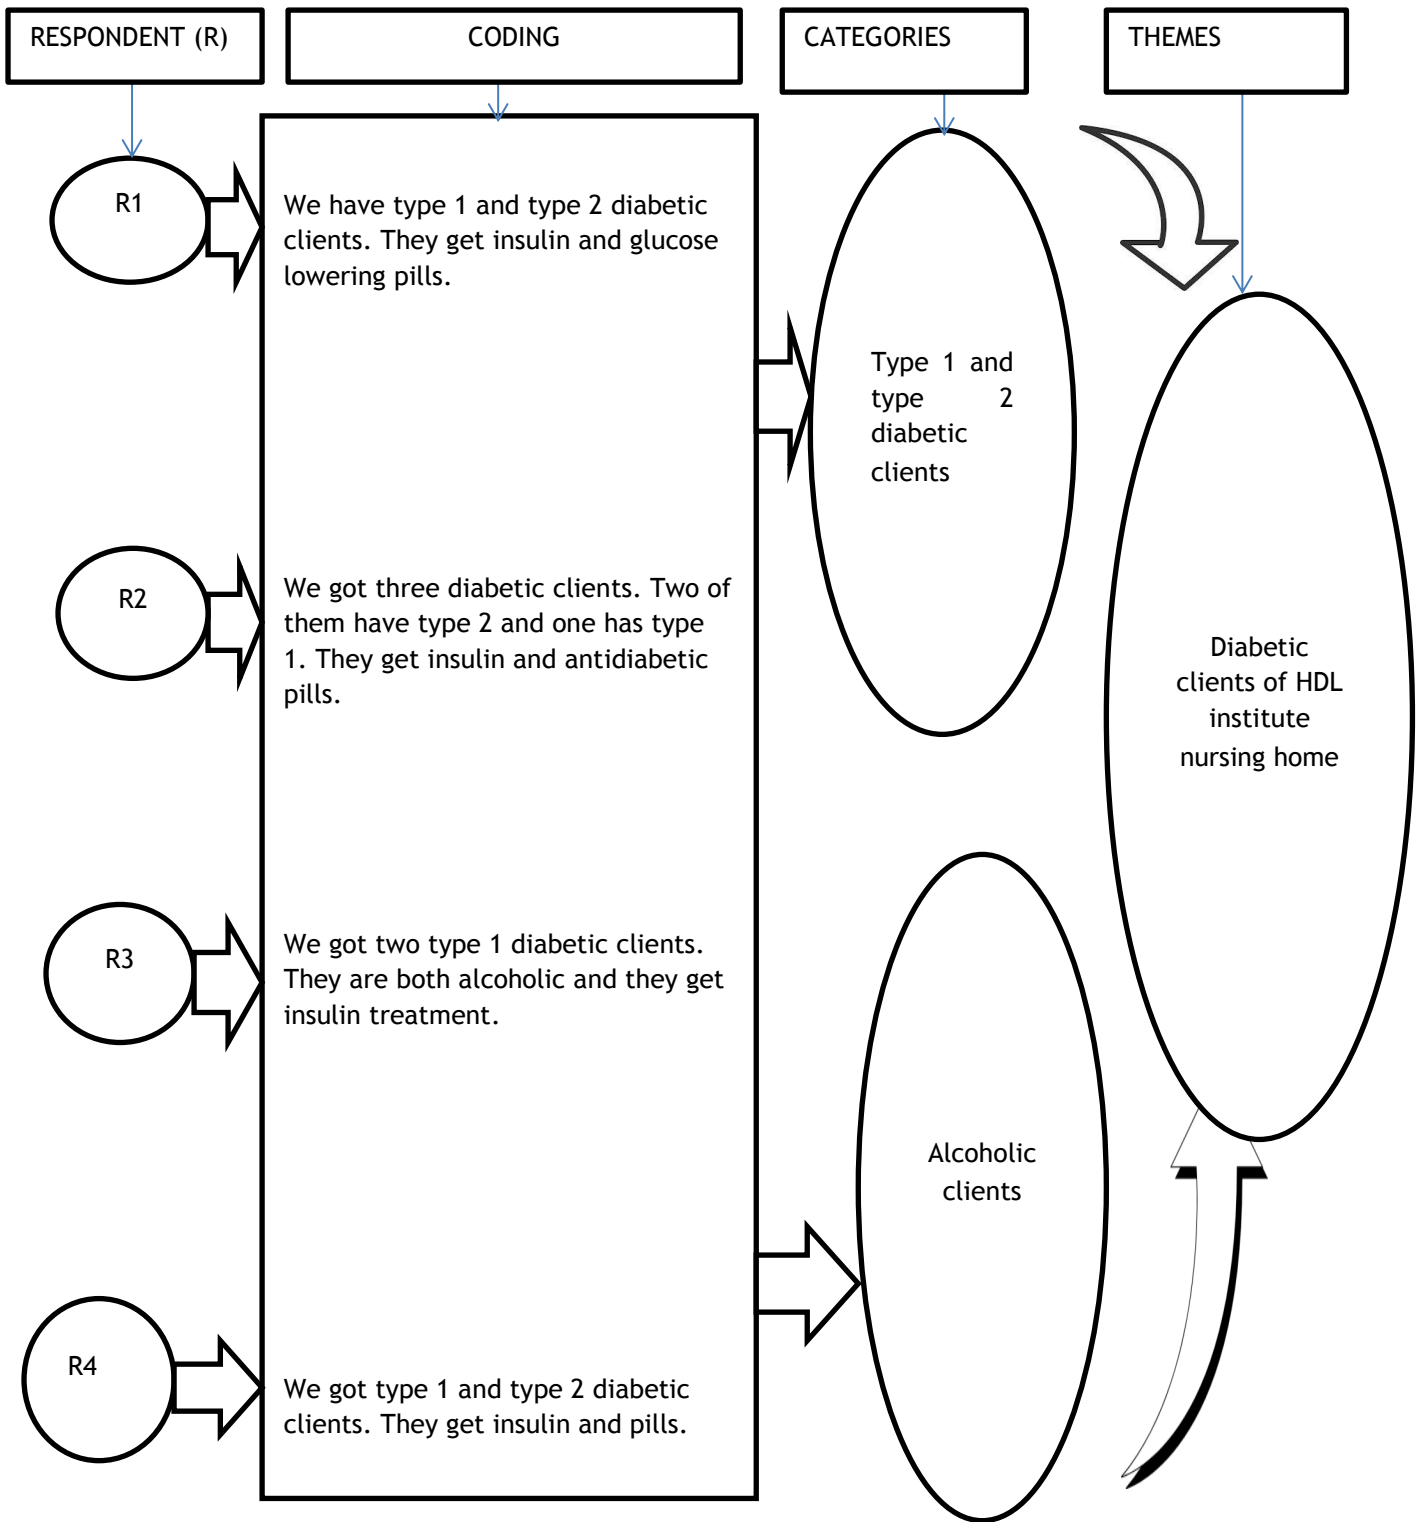 RESPONDENT (R)
CODING
CATEGORIES
THEMES
R1
We have type 1 and type 2 diabetic
clients. They get insulin and glucose
lowering pills.
Type 1 and
type 2
diabetic
clients
R2
We got three diabetic clients. Two of
them have type 2 and one has type
1. They get insulin and antidiabetic
pills.
Diabetic
clients of HDL
institute
nursing home
R3
We got two type 1 diabetic clients.
They are both alcoholic and they get
insulin treatment.
Alcoholic
clients
R4
We got type 1 and type 2 diabetic
clients. They get insulin and pills.